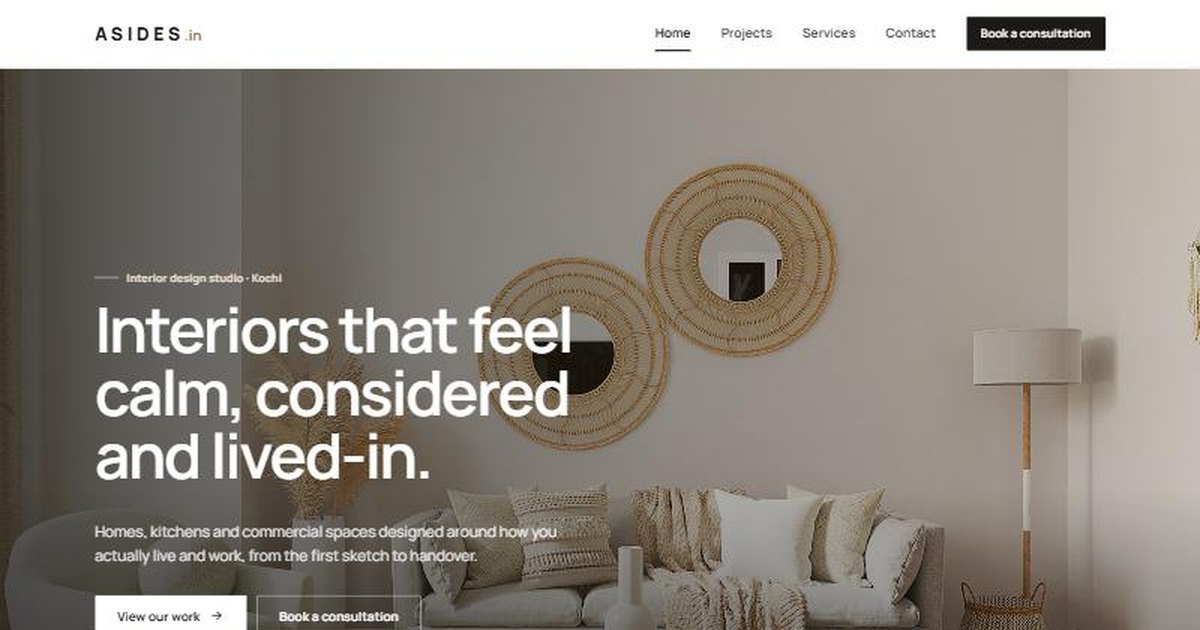 ASIDES.in
Home
Projects
Services
Contact
Book a consultation
Interior design studio · Kochi
Interiors that feel
calm, considered
and lived-in.
Homes, kitchens and commercial spaces designed around how you
actually live and work, from the first sketch to handover.
View our work →
Book a consultation